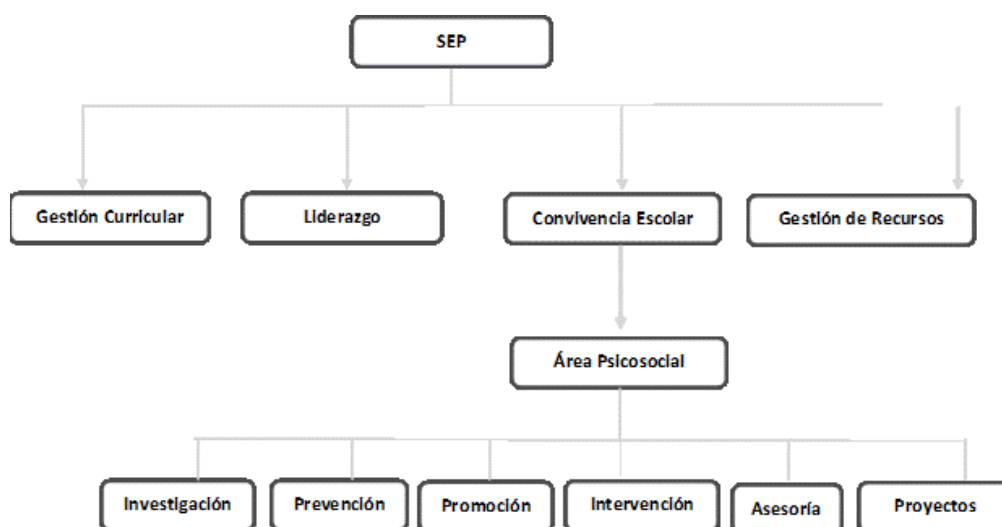 SEP
Gestión Curricular
Liderazgo
Convivencia Escolar
Gestión de Recursos
Área Psicosocial
Investigación
Prevención
Promoción
Intervención
Asesoría
Proyectos